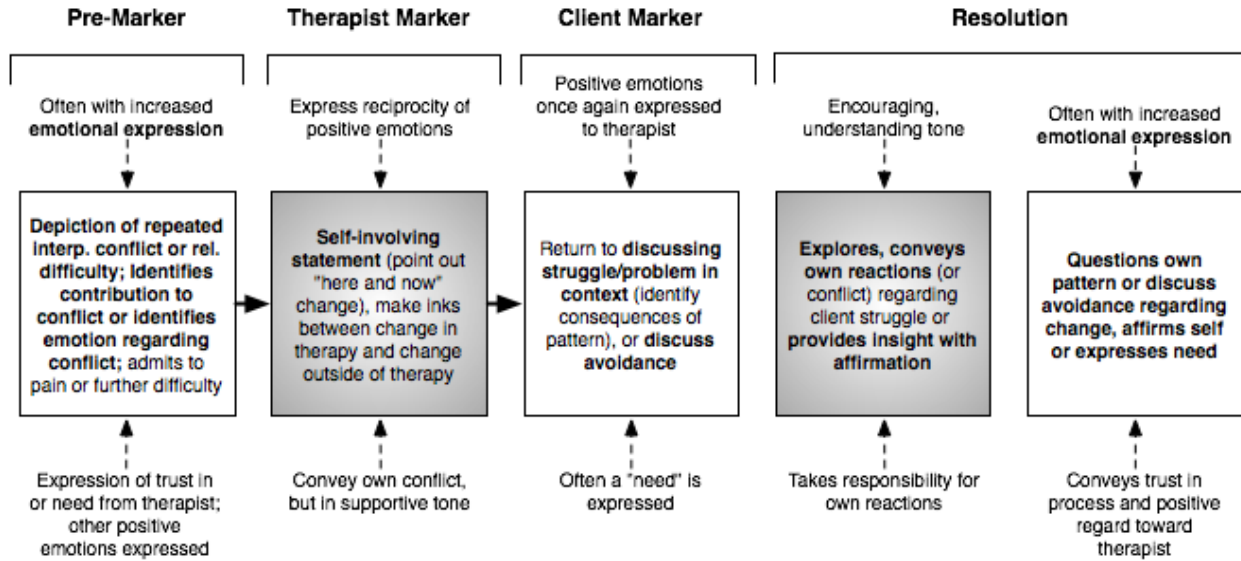 Pre-Marker
Therapist Marker
Client Marker
Resolution
Often with increased
emotional expression
Express reciprocity of
positive emotions
Positive emotions
once again expressed
to therapist
Encouraging,
understanding tone
Often with increased
emotional expression
Depiction of repeated
interp. conflict or rel.
difficulty; Identifies
contribution to
conflict or identifies
emotion regarding
conflict; admits to
pain or further difficulty
Self-involving
statement (point out
"here and now"
change), make inks
between change in
therapy and change
outside of therapy
Return to discussing
struggle/problem in
context (identify
consequences of
pattern), or discuss
avoidance
Explores, conveys
own reactions (or
conflict) regarding
client struggle or
provides insight with
affirmation
Questions own
pattern or discuss
avoidance regarding
change, affirms self
or expresses need
Expression of trust in
or need from therapist;
other positive
emotions expressed
Convey own conflict,
but in supportive tone
Often a "need" is
expressed
Takes responsibility for
own reactions
Conveys trust in
process and positive
regard toward
therapist